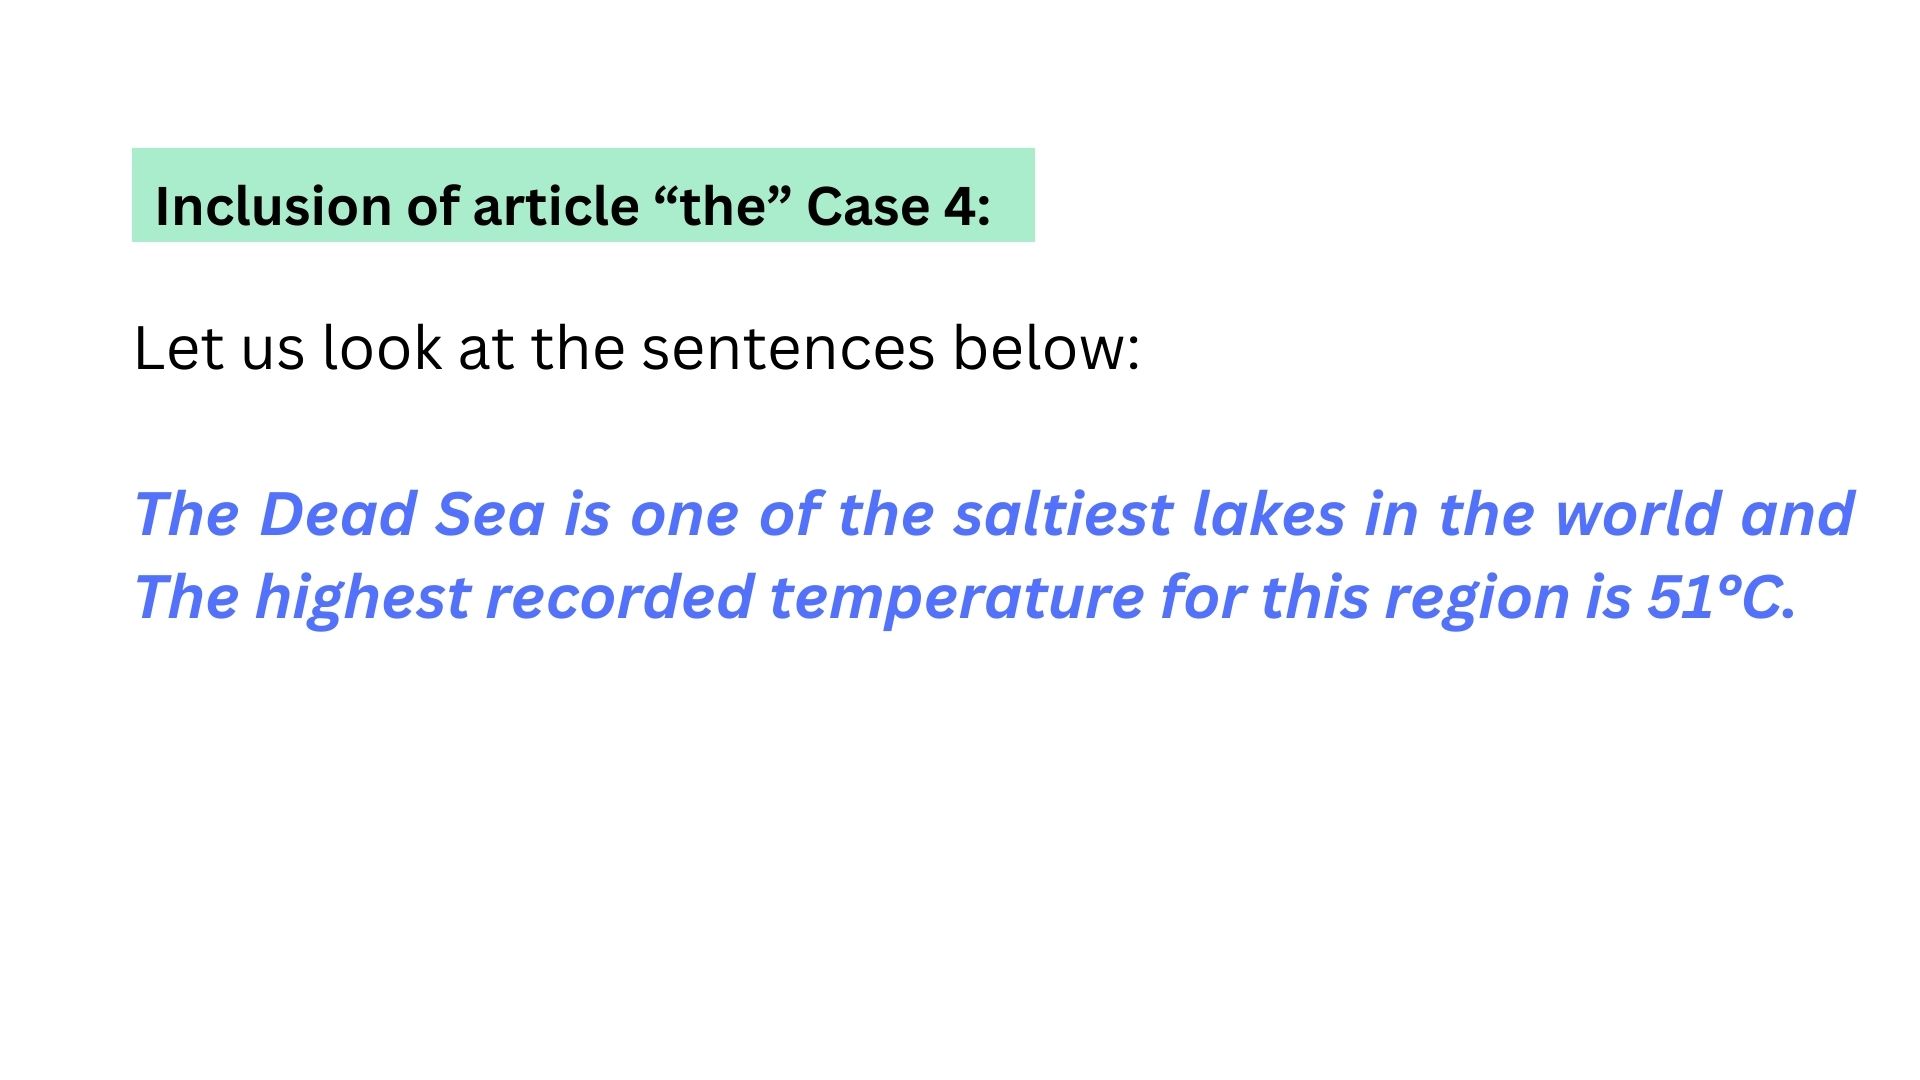 Inclusion of article “the” Case 4:
Let us look at the sentences below:
The Dead Sea is one of the saltiest lakes in the world and
The highest recorded temperature for this region is 51°C.